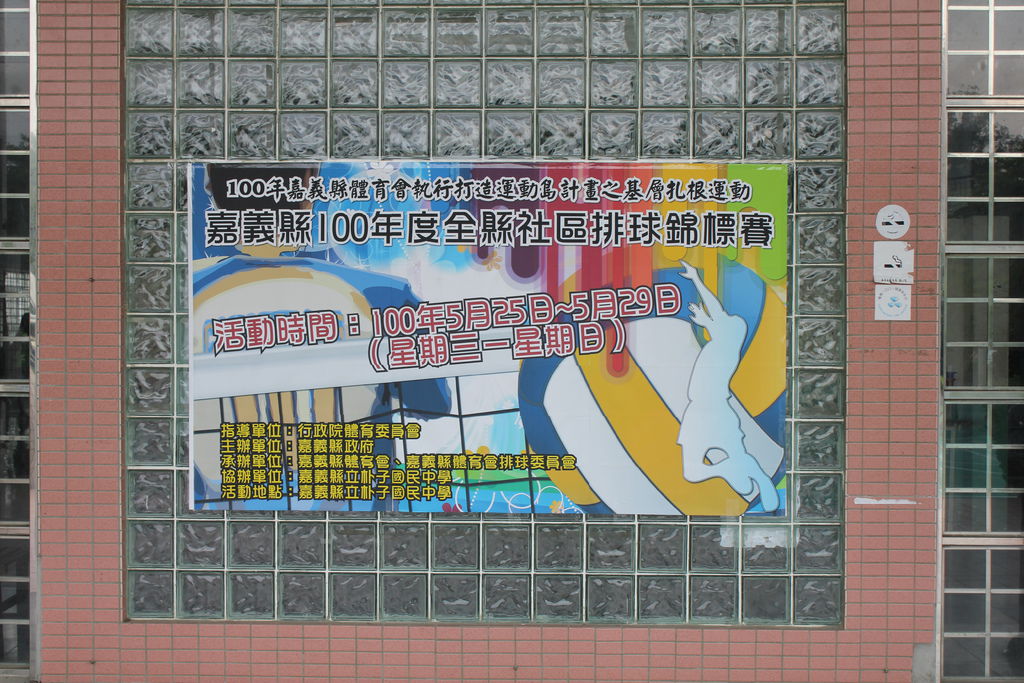 100年嘉義縣體育會執行打造運動島計畫之基層扎根運動
嘉義縣100年度全縣社區排球錦標賽
活動時間：100年5月25日~5月29日
（星期三－星期日）
指導單位：行政院體育委員會
主辦單位：嘉義縣政府
承辦單位：嘉義縣體育會、嘉義縣體育會排球委員會
協辦單位：嘉義縣立朴子國民中學
活動地點：嘉義縣立朴子國民中學